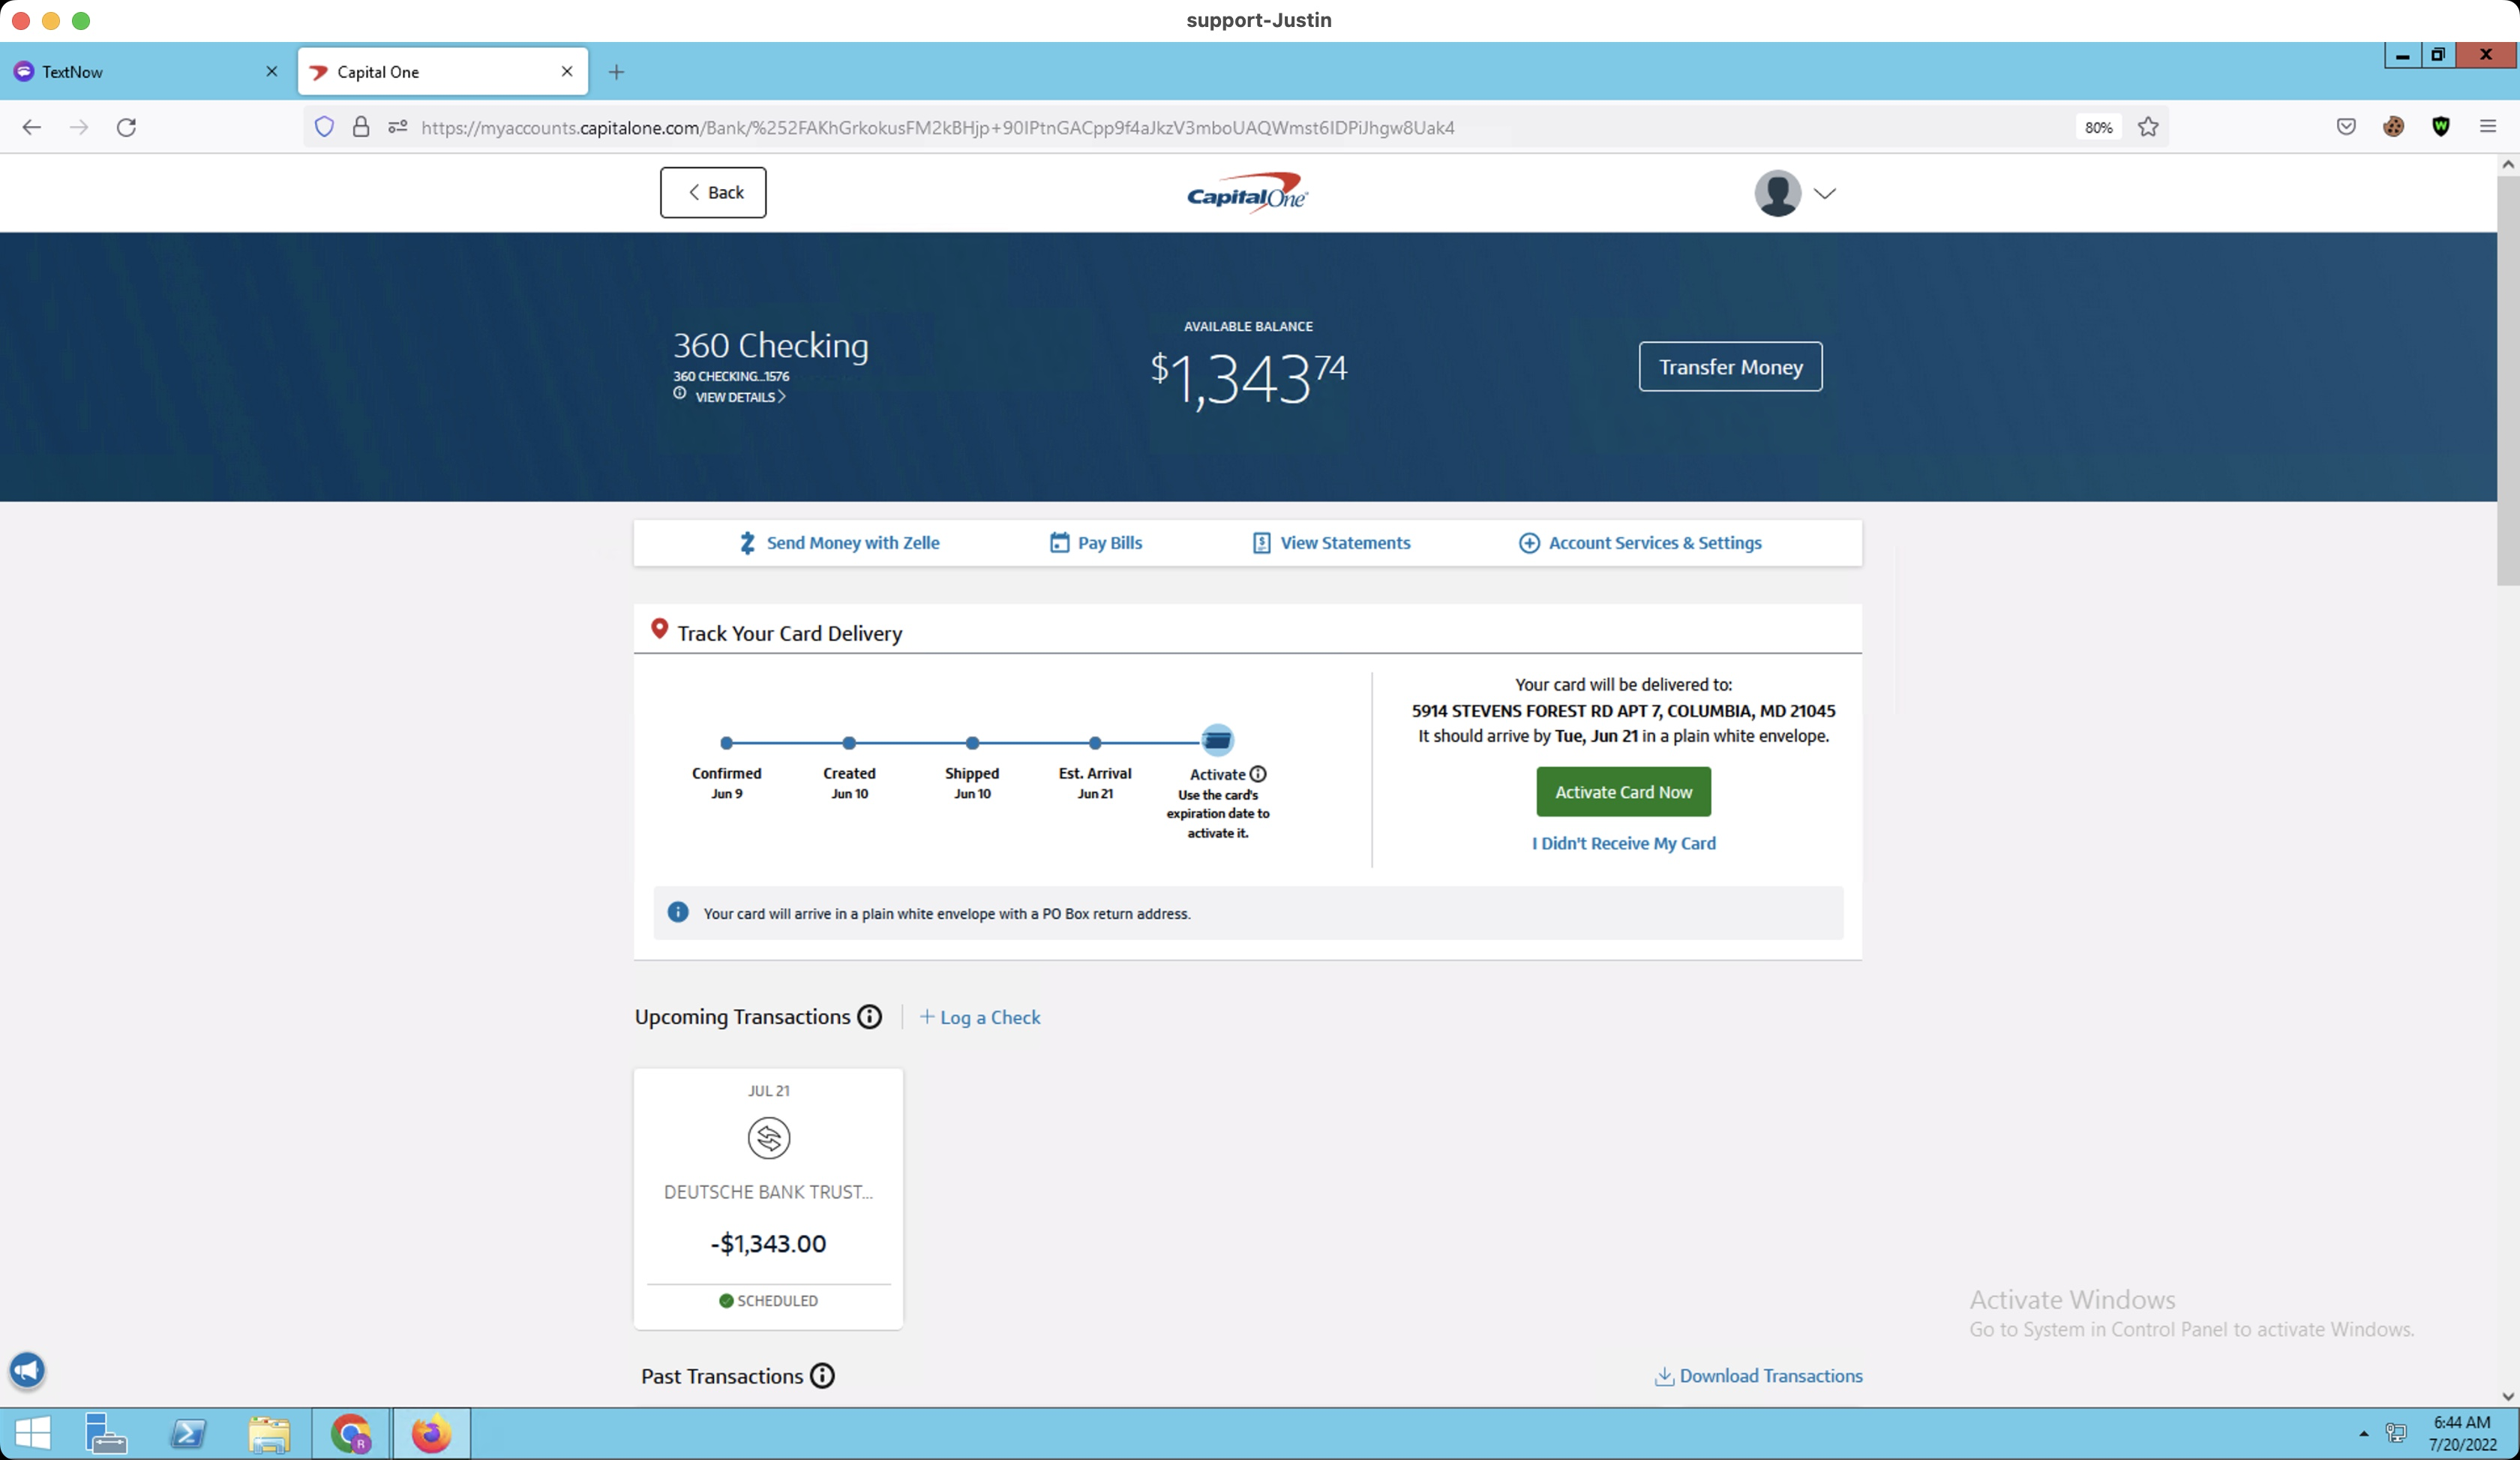 support-Justin
TextNow
Capital One
https://myaccounts.capitalone.com/Bank/%252FAKhGrkokusFM2kBHjp+90IPtnGACpp9f4aJkzV3mboUAQWmst6IDPiJhgw8Uak4
80%
Back
CapitalOne
360 Checking
360 CHECKING...1576
VIEW DETAILS
AVAILABLE BALANCE
$1,343 74
Transfer Money
Send Money with Zelle
Pay Bills
View Statements
Account Services & Settings
Track Your Card Delivery
Confirmed
Jun 9
Created
Jun 10
Shipped
Jun 10
Est. Arrival
Jun 21
Activate
Use the card's
expiration date to
activate it.
Your card will be delivered to:
5914 STEVENS FOREST RD APT 7, COLUMBIA, MD 21045
It should arrive by Tue, Jun 21 in a plain white envelope.
Activate Card Now
I Didn't Receive My Card
Your card will arrive in a plain white envelope with a PO Box return address.
Upcoming Transactions
+ Log a Check
JUL 21
DEUTSCHE BANK TRUST...
-$1,343.00
SCHEDULED
Activate Windows
Go to System in Control Panel to activate Windows.
Past Transactions
Download Transactions
6:44 AM
7/20/2022